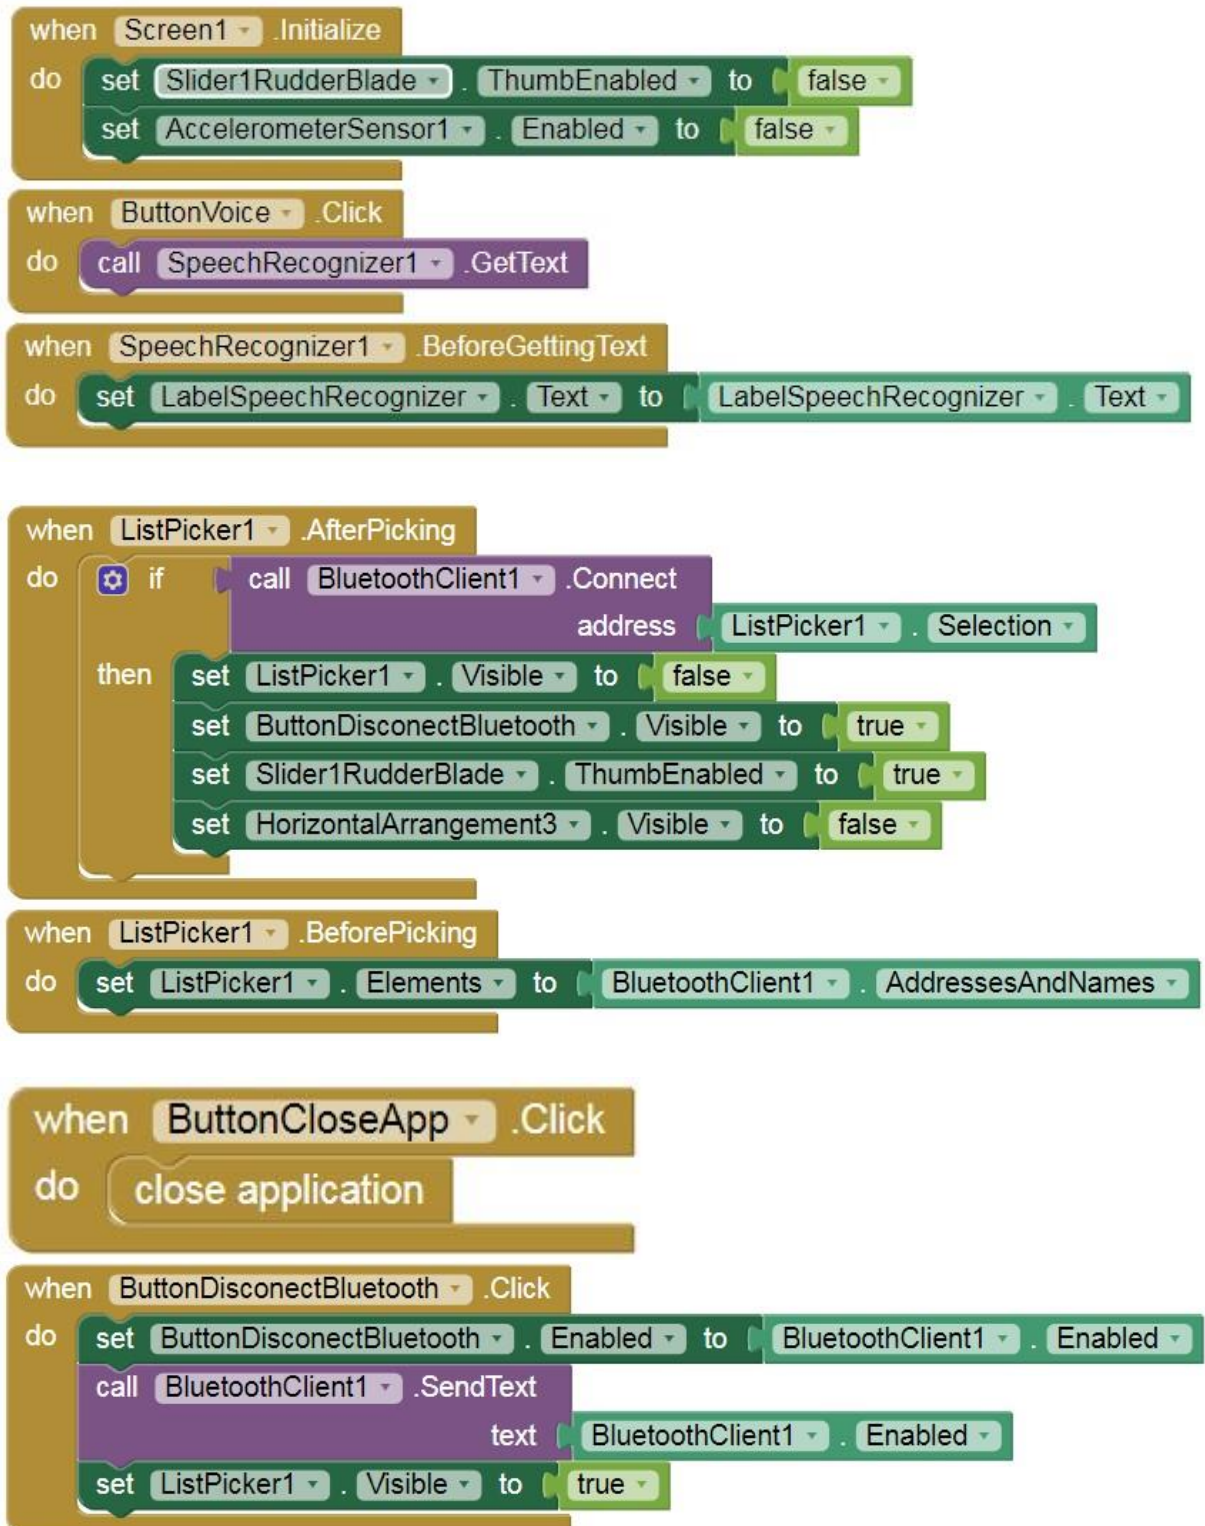 when Screen1 .Initialize
do set Slider1RudderBlade . ThumbEnabled to false
set AccelerometerSensor1 . Enabled to false
when ButtonVoice .Click
do call SpeechRecognizer1 .GetText
when SpeechRecognizer1 .BeforeGettingText
do set LabelSpeechRecognizer . Text to LabelSpeechRecognizer . Text
when ListPicker1 .AfterPicking
do if call BluetoothClient1 .Connect
address ListPicker1 . Selection
then set ListPicker1 . Visible to false
set ButtonDisconectBluetooth . Visible to true
set Slider1RudderBlade . ThumbEnabled to true
set HorizontalArrangement3 . Visible to false
when ListPicker1 .BeforePicking
do set ListPicker1 . Elements to BluetoothClient1 . AddressesAndNames
when ButtonCloseApp .Click
do close application
when ButtonDisconectBluetooth .Click
do set ButtonDisconectBluetooth . Enabled to BluetoothClient1 . Enabled
call BluetoothClient1 .SendText
text BluetoothClient1 . Enabled
set ListPicker1 . Visible to true